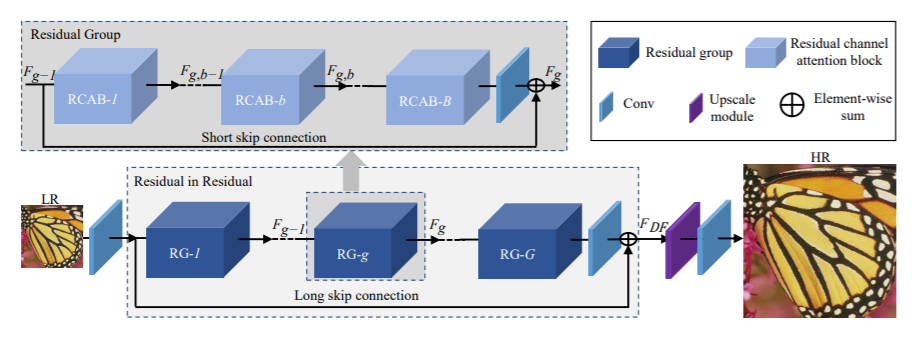 Residual Group
F_{g-1}
F_{g,b-1}
F_{g,b}
F_g
RCAB-1
RCAB-b
RCAB-B
Short skip connection
Residual group
Residual channel
attention block
Conv
Upscale
module
Element-wise
sum
HR
LR
Residual in Residual
F_{g-1}
F_g
F_{DF}
RG-1
RG-g
RG-G
Long skip connection